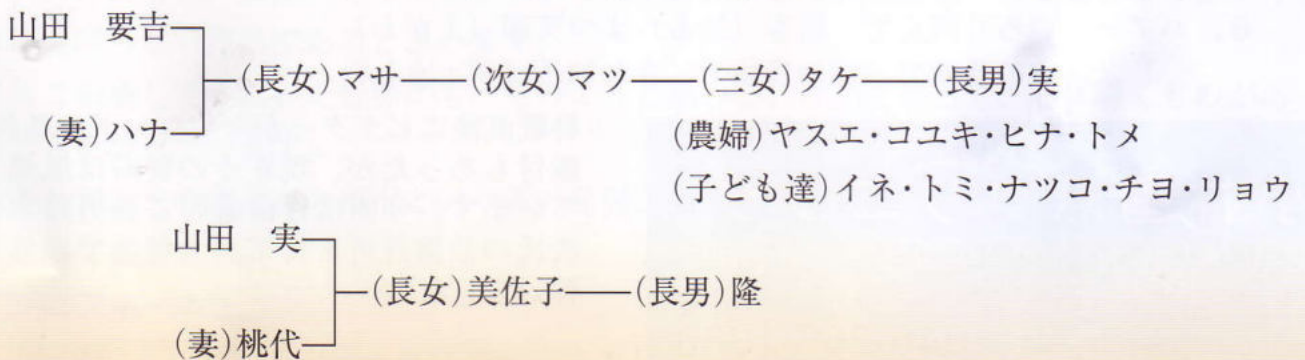 山田　要吉
(長女)マサ――(次女)マツ――(三女)タケ――(長男)実
(妻)ハナ
(農婦)ヤスエ・コユキ・ヒナ・トメ
(子ども達)イネ・トミ・ナツコ・チヨ・リョウ
山田　実
(長女)美佐子――(長男)隆
(妻)桃代